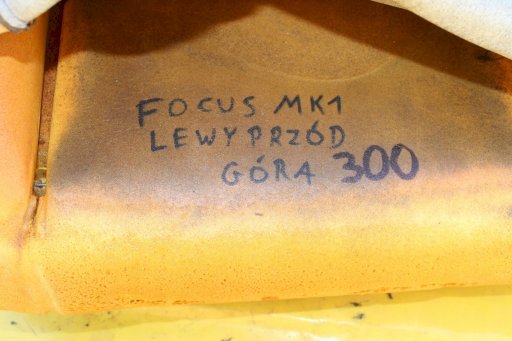 FOCUS MK1
LEWY PRZÓD
GÓRA 300